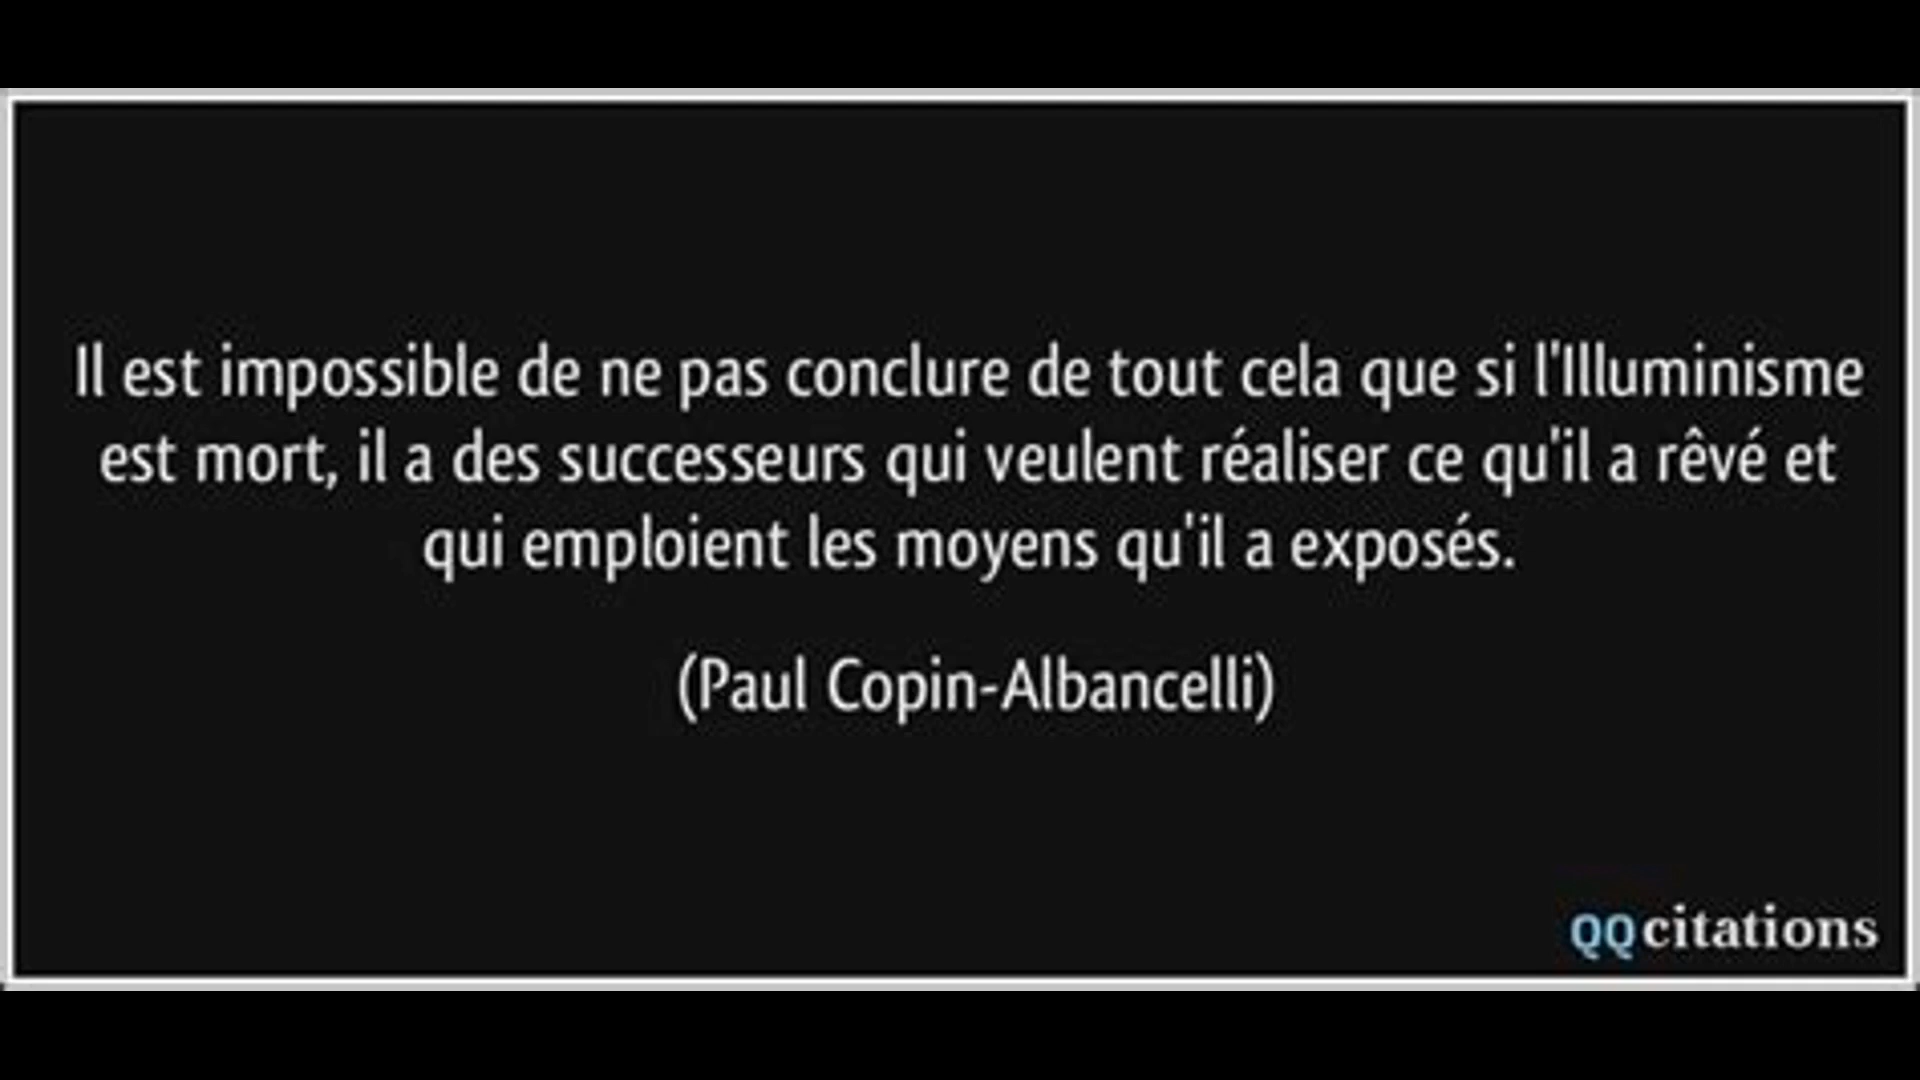 Il est impossible de ne pas conclure de tout cela que si l'Illuminisme
est mort, il a des successeurs qui veulent réaliser ce qu'il a rêvé et
qui emploient les moyens qu'il a exposés.
(Paul Copin-Albancelli)
QQcitations